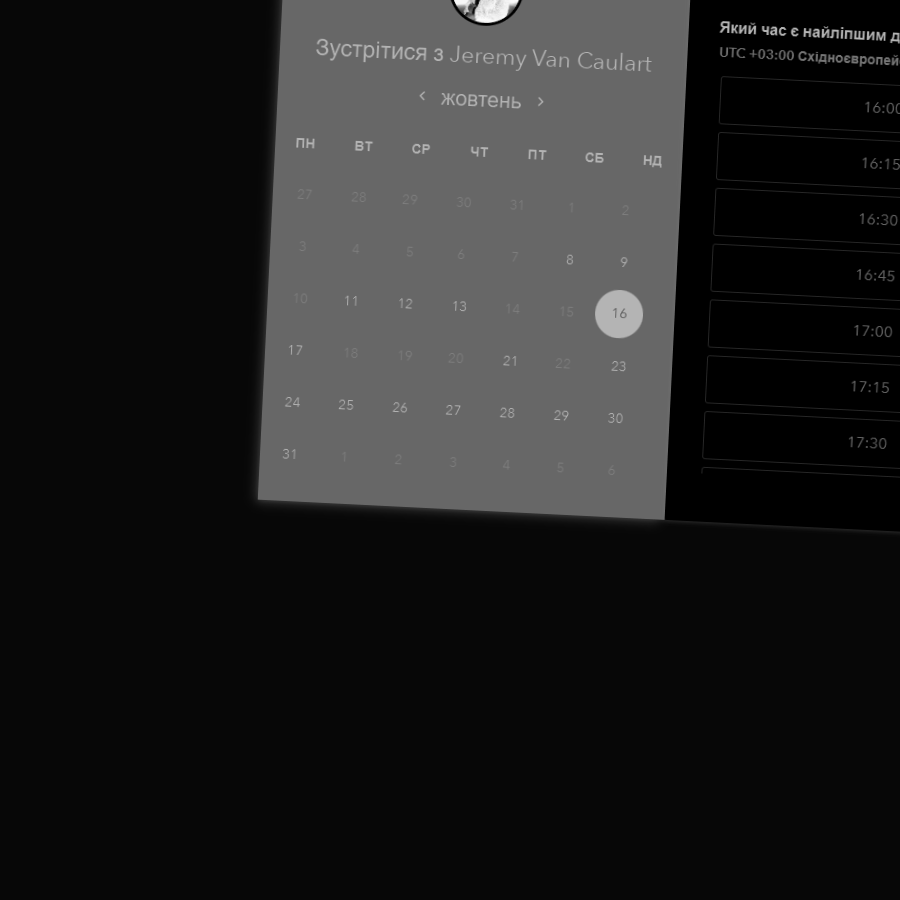 Зустрітися з Jeremy Van Caulart
‹ жовтень ›
ПН ВТ СР ЧТ ПТ СБ НД
27 28 29 30 31 1 2
3 4 5 6 7 8 9
10 11 12 13 14 15 16
17 18 19 20 21 22 23
24 25 26 27 28 29 30
31 1 2 3 4 5 6
Який час є найліпшим
UTC +03:00
16:00
16:15
16:30
16:45
17:00
17:15
17:30